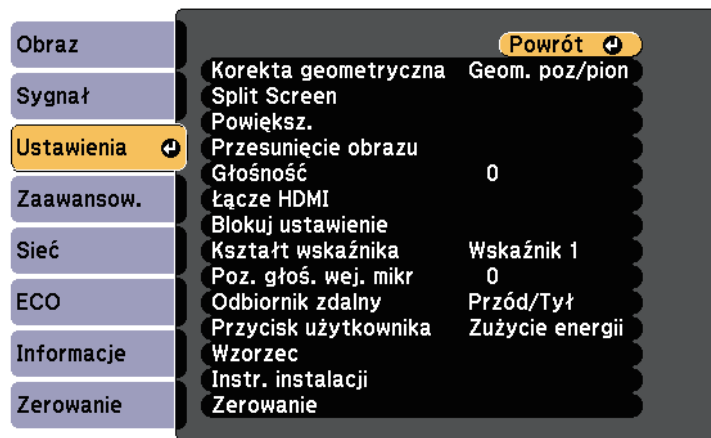 Obraz
Sygnał
Ustawienia
Zaawansow.
Sieć
ECO
Informacje
Zerowanie
Powrót
Korekta geometryczna Geom. poz/pion
Split Screen
Powiększ.
Przesunięcie obrazu
Głośność 0
Łącze HDMI
Blokuj ustawienie
Kształt wskaźnika Wskaźnik 1
Poz. głoś. wej. mikr 0
Odbiornik zdalny Przód/Tył
Przycisk użytkownika Zużycie energii
Wzorzec
Instr. instalacji
Zerowanie